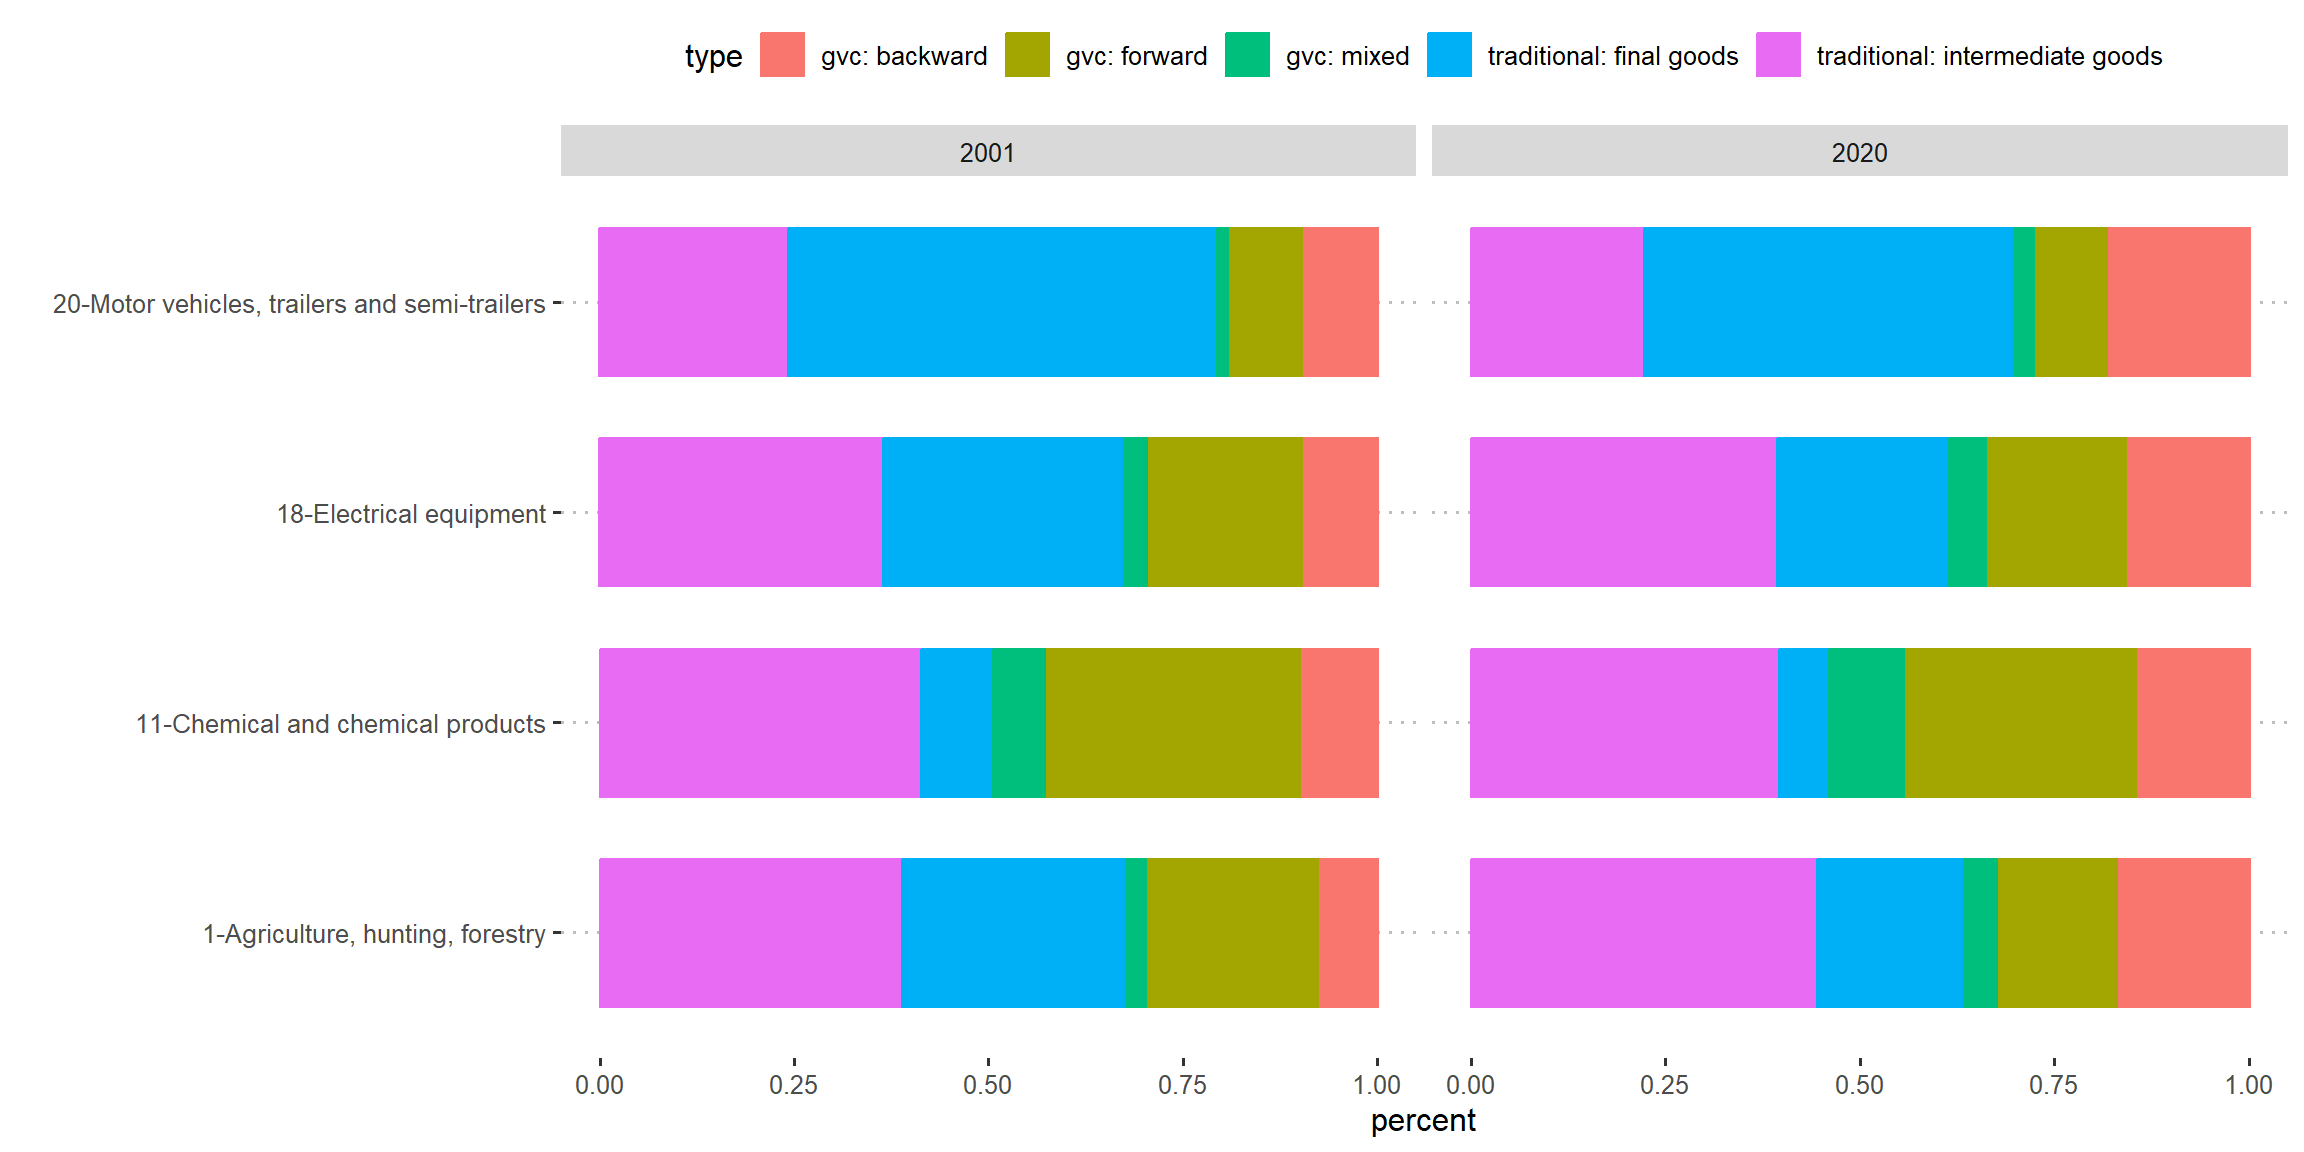 type gvc: backward gvc: forward gvc: mixed traditional: final goods traditional: intermediate goods
2001 2020
20-Motor vehicles, trailers and semi-trailers
18-Electrical equipment
11-Chemical and chemical products
1-Agriculture, hunting, forestry
0.00 0.25 0.50 0.75 1.00 0.00 0.25 0.50 0.75 1.00
percent